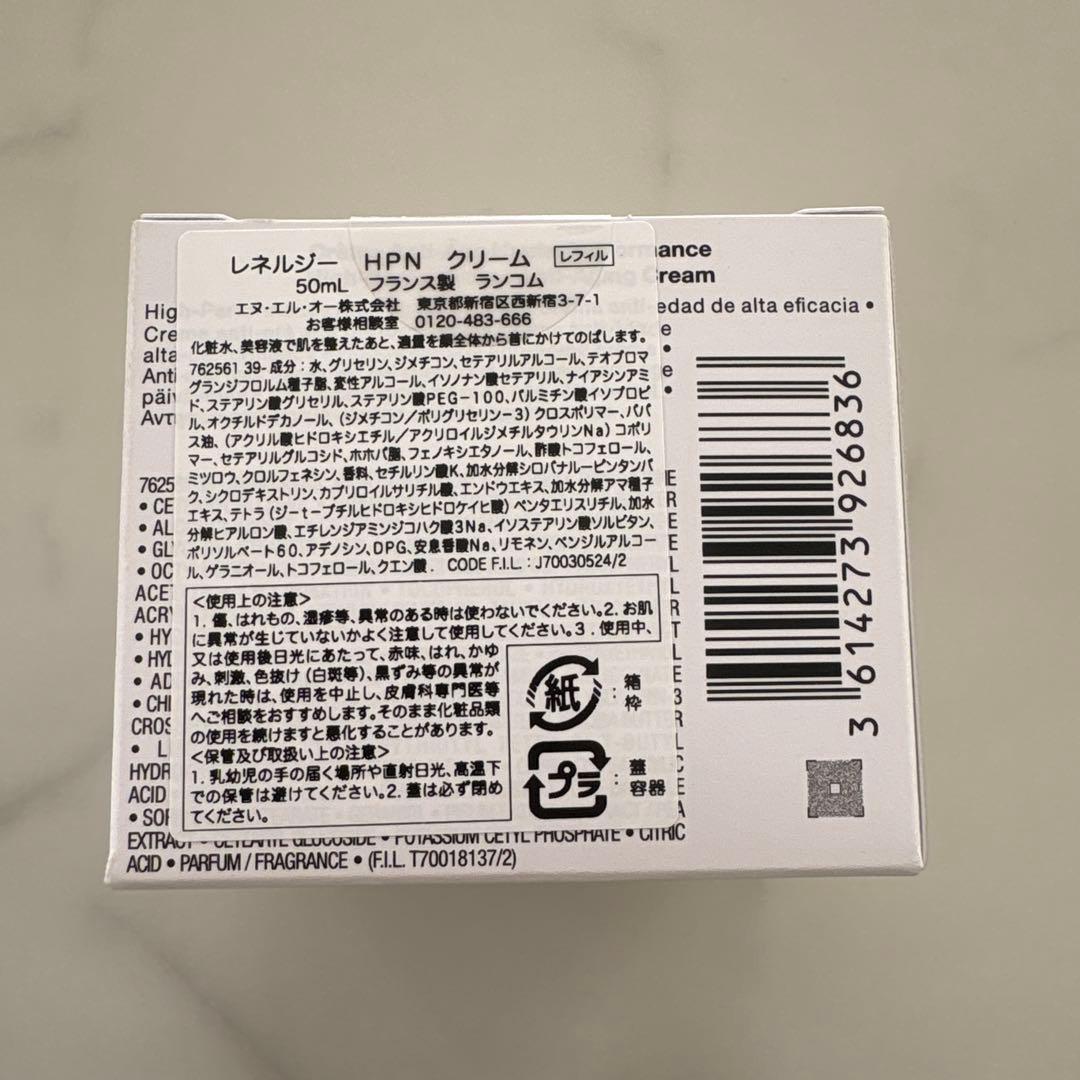 レネルジー HPN クリーム レフィル
50mL フランス製 ランコム
エヌ・エル・オー株式会社 東京都新宿区西新宿3-7-1
お客様相談室 0120-483-666
化粧水、美容液で肌を整えたあと、適量を顔全体から首にかけてのばします。
762561 39-成分：水、グリセリン、ジメチコン、セテアリルアルコール、テオブロマ
グランジフロルム種子脂、変性アルコール、イソノナン酸セテアリル、ナイアシンアミ
ド、ステアリン酸グリセリル、ステアリン酸PEG-100、パルミチン酸イソプロピ
ル、オクチルドデカノール、（ジメチコン／ポリグリセリン-3）クロスポリマー、ババ
ス油、（アクリル酸ヒドロキシエチル／アクリロイルジメチルタウリンNa）コポリ
マー、セテアリルグルコシド、ホホバ脂、フェノキシエタノール、酢酸トコフェロール、
ミツロウ、クロルフェネシン、香料、セチルリン酸K、加水分解シロバナルーピンタンパ
ク、シクロデキストリン、カプリロイルサリチル酸、エンドウエキス、加水分解アマ種子
エキス、テトラ（ジ-t-ブチルヒドロキシヒドロケイヒ酸）ペンタエリスリチル、加水
分解ヒアルロン酸、エチレンジアミンジコハク酸3Na、イソステアリン酸ソルビタン、
ポリソルベート60、アデノシン、DPG、安息香酸Na、リモネン、ベンジルアルコー
ル、ゲラニオール、トコフェロール、クエン酸. CODE F.I.L. : J70030524/2
＜使用上の注意＞
1. 傷、はれもの、湿疹等、異常のある時は使わないでください。2. お肌
に異常が生じていないかよく注意して使用してください。3. 使用中、
又は使用後日光にあたって、赤味、はれ、かゆ
み、刺激、色抜け（白斑等）、黒ずみ等の異常が
現れた時は、使用を中止し、皮膚科専門医等
へご相談をおすすめします。そのまま化粧品類
の使用を続けますと悪化することがあります。
＜保管及び取扱い上の注意＞
1. 乳幼児の手の届く場所や直射日光、高温下
での保管は避けてください。2. 蓋は必ず閉め
てください。
紙 : 箱 枠
プラ : 蓋 容器
Cream
edad de alta eficacia •
ACID • PARFUM / FRAGRANCE • (F.I.L. T70018137/2)
EXTRACT • CETEARYL GLUCOSIDE • POTASSIUM CETYL PHOSPHATE • CITRIC
3 614273 926836